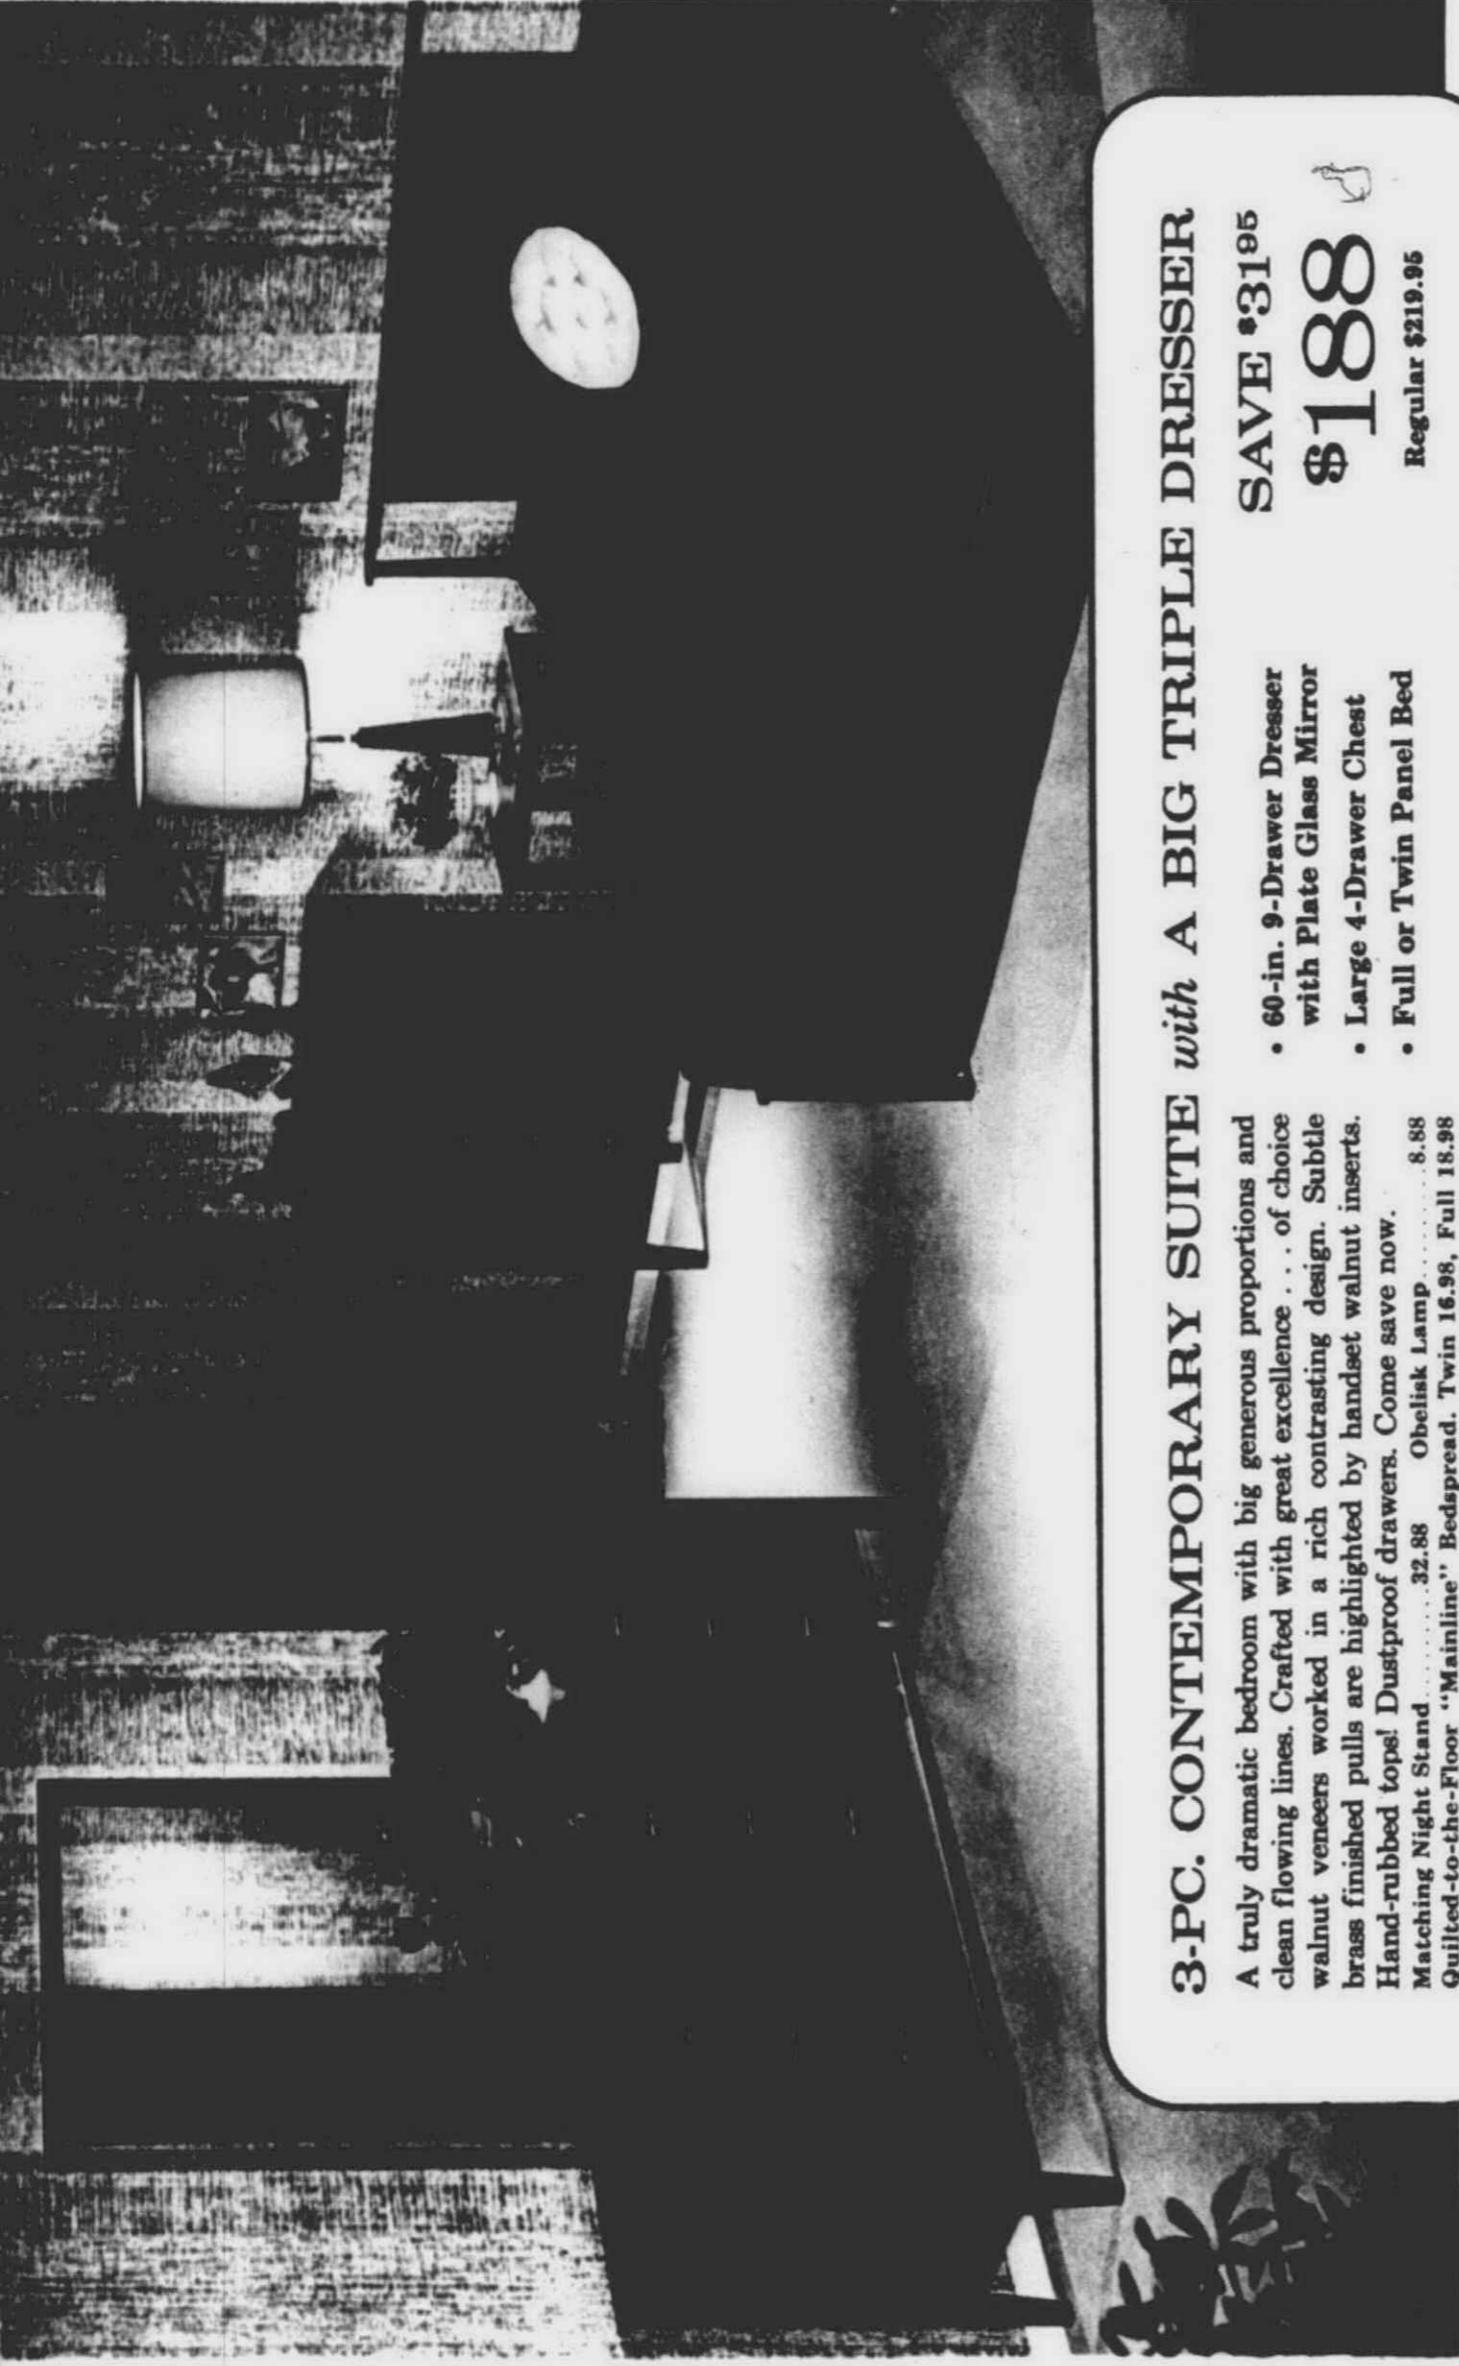 3-PC. CONTEMPORARY SUITE with A BIG TRIPLE DRESSER
A truly dramatic bedroom with big generous proportions and
clean flowing lines. Crafted with great excellence . . . of choice
walnut veneers worked in a rich contrasting design. Subtle
brass finished pulls are highlighted by handset walnut inserts.
Hand-rubbed tops! Dustproof drawers. Come save now.
Matching Night Stand.........32.88 Obelisk Lamp.........8.88
Quilted-to-the-Floor "Mainline" Bedspread. Twin 16.98, Full 18.98
• 60-in. 9-Drawer Dresser
with Plate Glass Mirror
• Large 4-Drawer Chest
• Full or Twin Panel Bed
SAVE $3195
$188
Regular $219.95